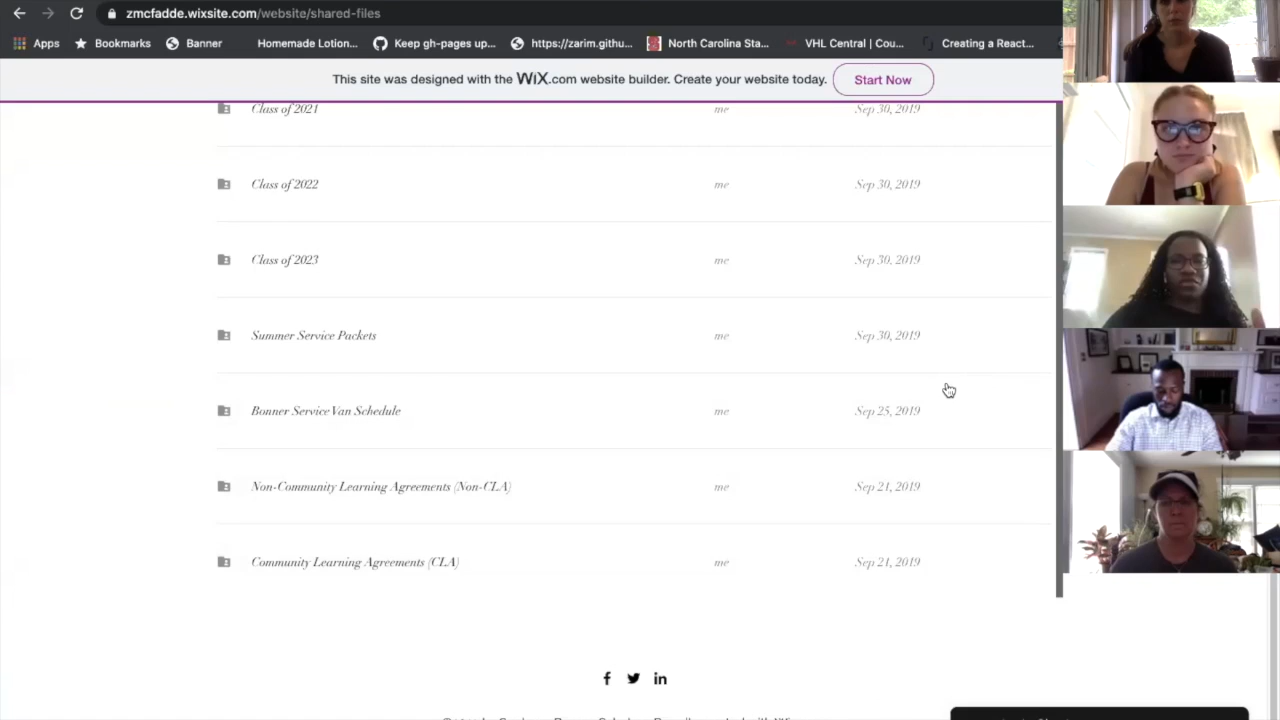 zmcfadde.wixsite.com/website/shared-files
Apps Bookmarks Banner Homemade Lotion... Keep gh-pages up... https://zarim.githu... North Carolina Sta... VHL Central | Cou... Creating a React...
This site was designed with the WiX.com website builder. Create your website today. Start Now
Class of 2021 me Sep 30, 2019
Class of 2022 me Sep 30, 2019
Class of 2023 me Sep 30, 2019
Summer Service Packets me Sep 30, 2019
Bonner Service Van Schedule me Sep 25, 2019
Non-Community Learning Agreements (Non-CLA) me Sep 21, 2019
Community Learning Agreements (CLA) me Sep 21, 2019